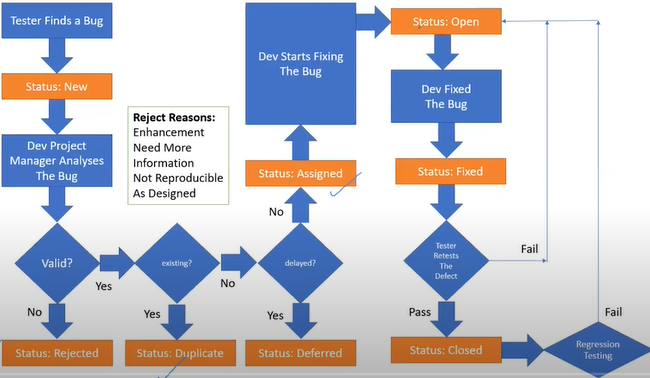 Tester Finds a Bug
Status: New
Dev Project
Manager Analyses
The Bug
Valid?
No
Status: Rejected
Yes
existing?
Yes
Status: Duplicate
No
delayed?
Yes
Status: Deferred
No
Status: Assigned
Reject Reasons:
Enhancement
Need More
Information
Not Reproducible
As Designed
Dev Starts Fixing
The Bug
Status: Open
Dev Fixed
The Bug
Status: Fixed
Tester
Retests
The
Defect
Fail
Pass
Status: Closed
Regression
Testing
Fail